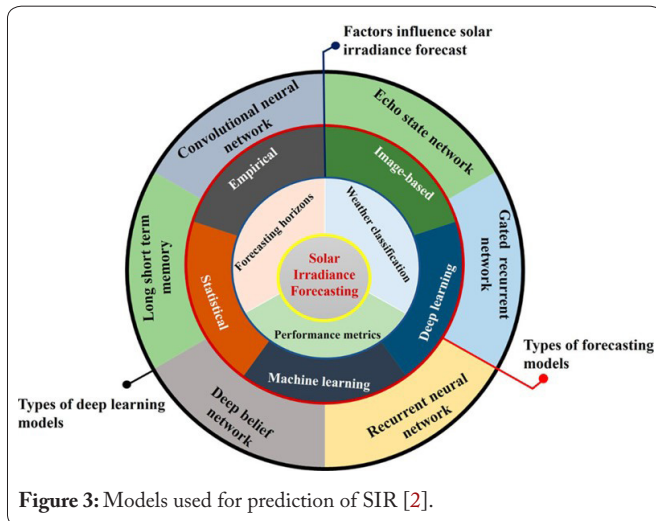 Factors influence solar
irradiance forecast
Convolutional neural
network
Echo state network
Empirical
Image-based
Forecasting horizons
Weather classification
Long short term
memory
Gated recurrent
network
Solar
Irradiance
Forecasting
Statistical
Deep learning
Performance metrics
Machine learning
Types of forecasting
models
Types of deep learning
models
Deep belief
network
Recurrent neural
network
Figure 3: Models used for prediction of SIR [2].